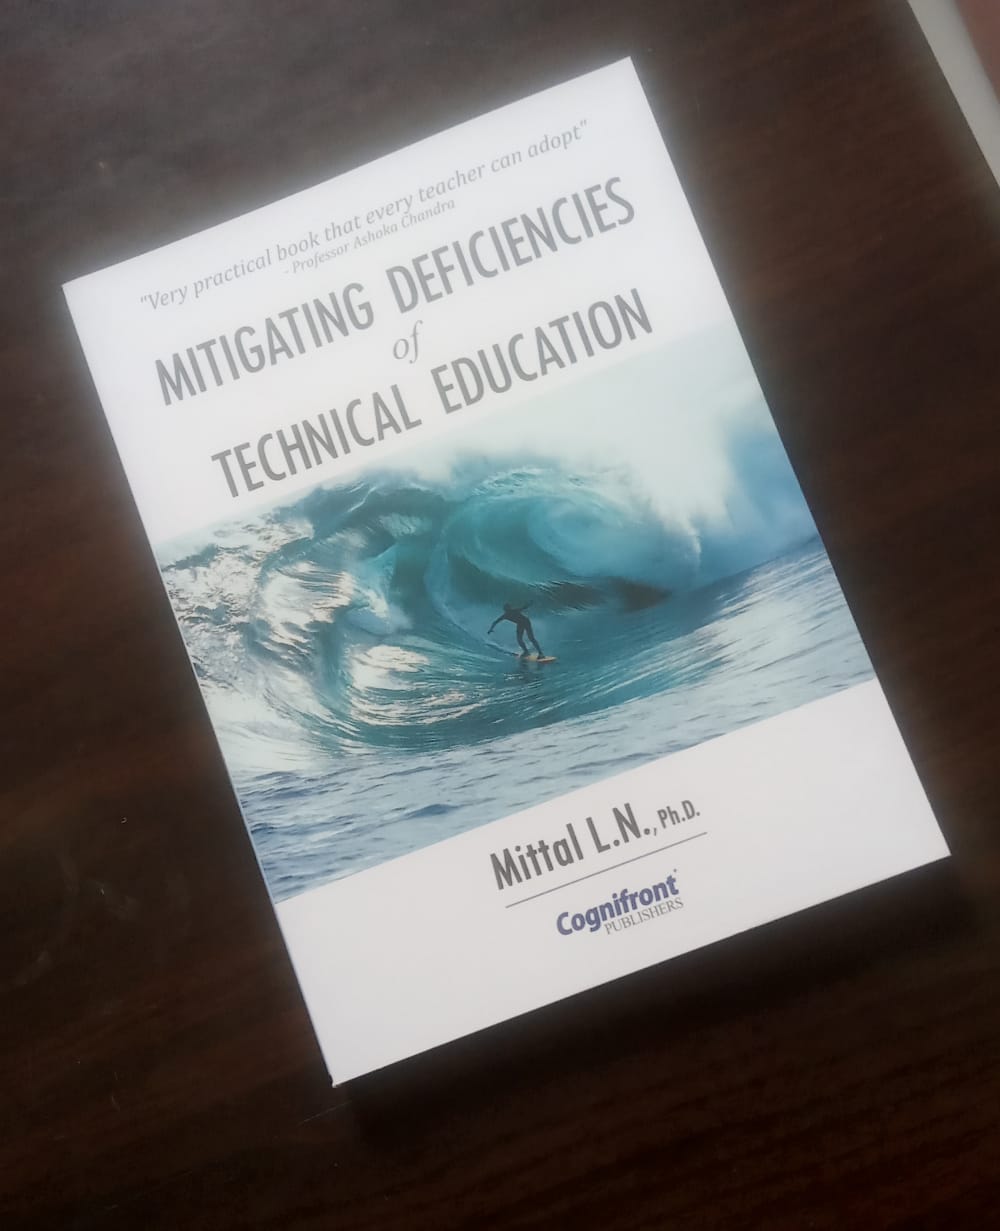 "Very practical book that every teacher can adopt"
- Professor Ashoka Chandra
MITIGATING DEFICIENCIES
of
TECHNICAL EDUCATION
Mittal L.N., Ph.D.
Cognifront
PUBLISHERS